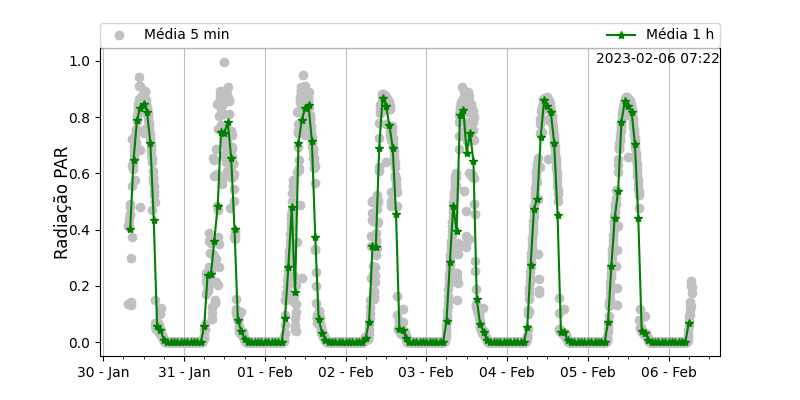 Média 5 min
Média 1 h
2023-02-06 07:22
Radiação PAR
1.0
0.8
0.6
0.4
0.2
0.0
30 - Jan
31 - Jan
01 - Feb
02 - Feb
03 - Feb
04 - Feb
05 - Feb
06 - Feb